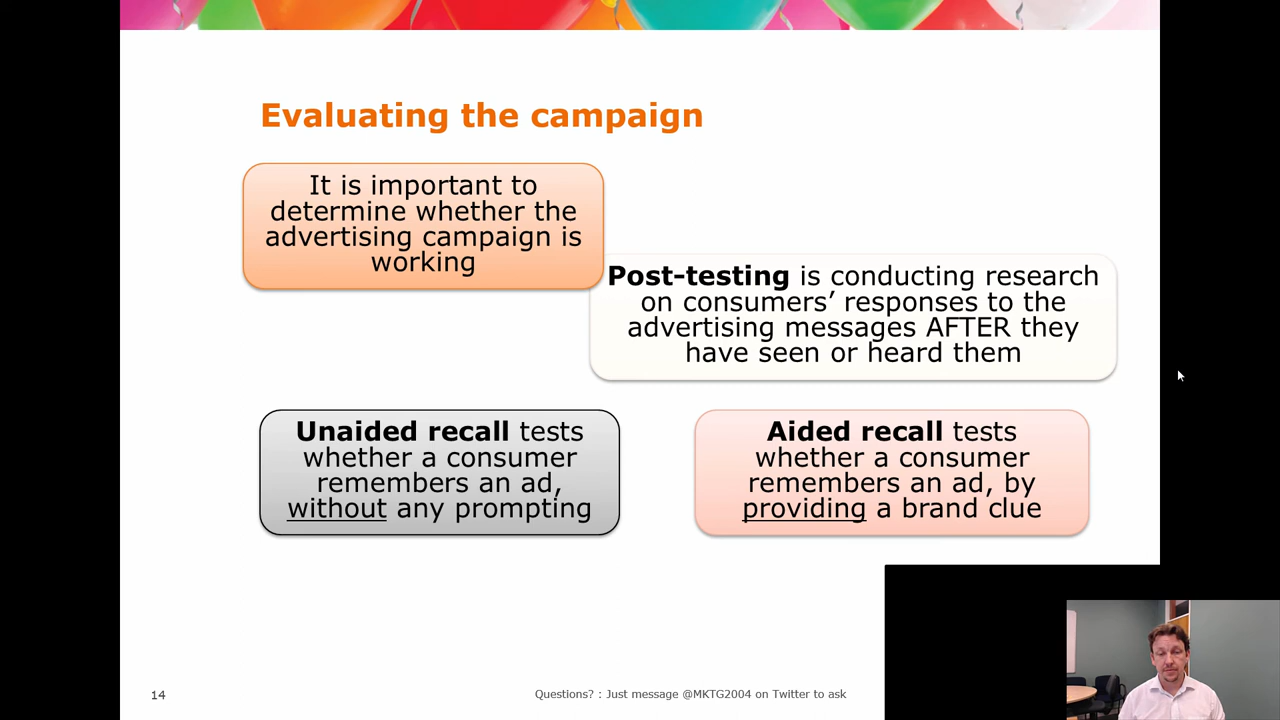 Evaluating the campaign
It is important to
determine whether the
advertising campaign is
working
Post-testing is conducting research
on consumers’ responses to the
advertising messages AFTER they
have seen or heard them
Unaided recall tests
whether a consumer
remembers an ad,
without any prompting
Aided recall tests
whether a consumer
remembers an ad, by
providing a brand clue
14
Questions? : Just message @MKTG2004 on Twitter to ask